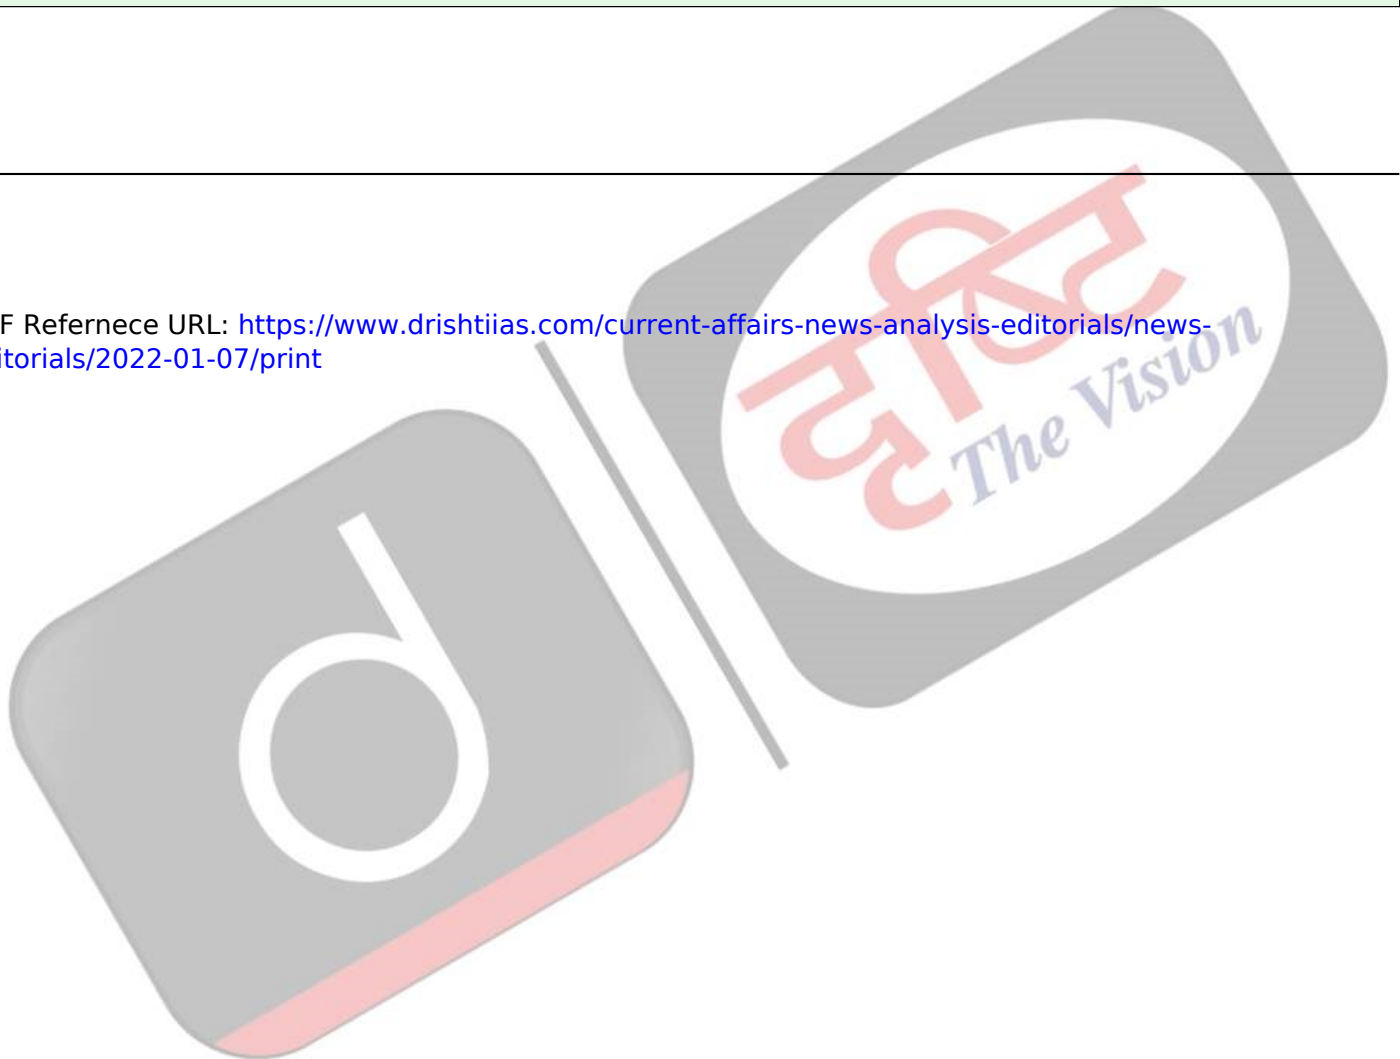 F Refernece URL: https://www.drishtiias.com/current-affairs-news-analysis-editorials/news-
itorials/2022-01-07/print
दृष्टि
The Vision
d